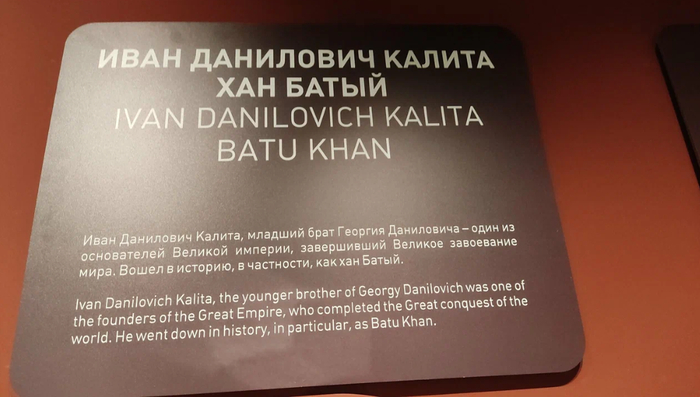 ИВАН ДАНИЛОВИЧ КАЛИТА
ХАН БАТЫЙ
IVAN DANILOVICH KALITA
BATU KHAN
Иван Данилович Калита, младший брат Георгия Даниловича – один из
основателей Великой империи, завершивший Великое завоевание
мира. Вошел в историю, в частности, как хан Батый.
Ivan Danilovich Kalita, the younger brother of Georgy Danilovich was one of
the founders of the Great Empire, who completed the Great conquest of the
world. He went down in history, in particular, as Batu Khan.